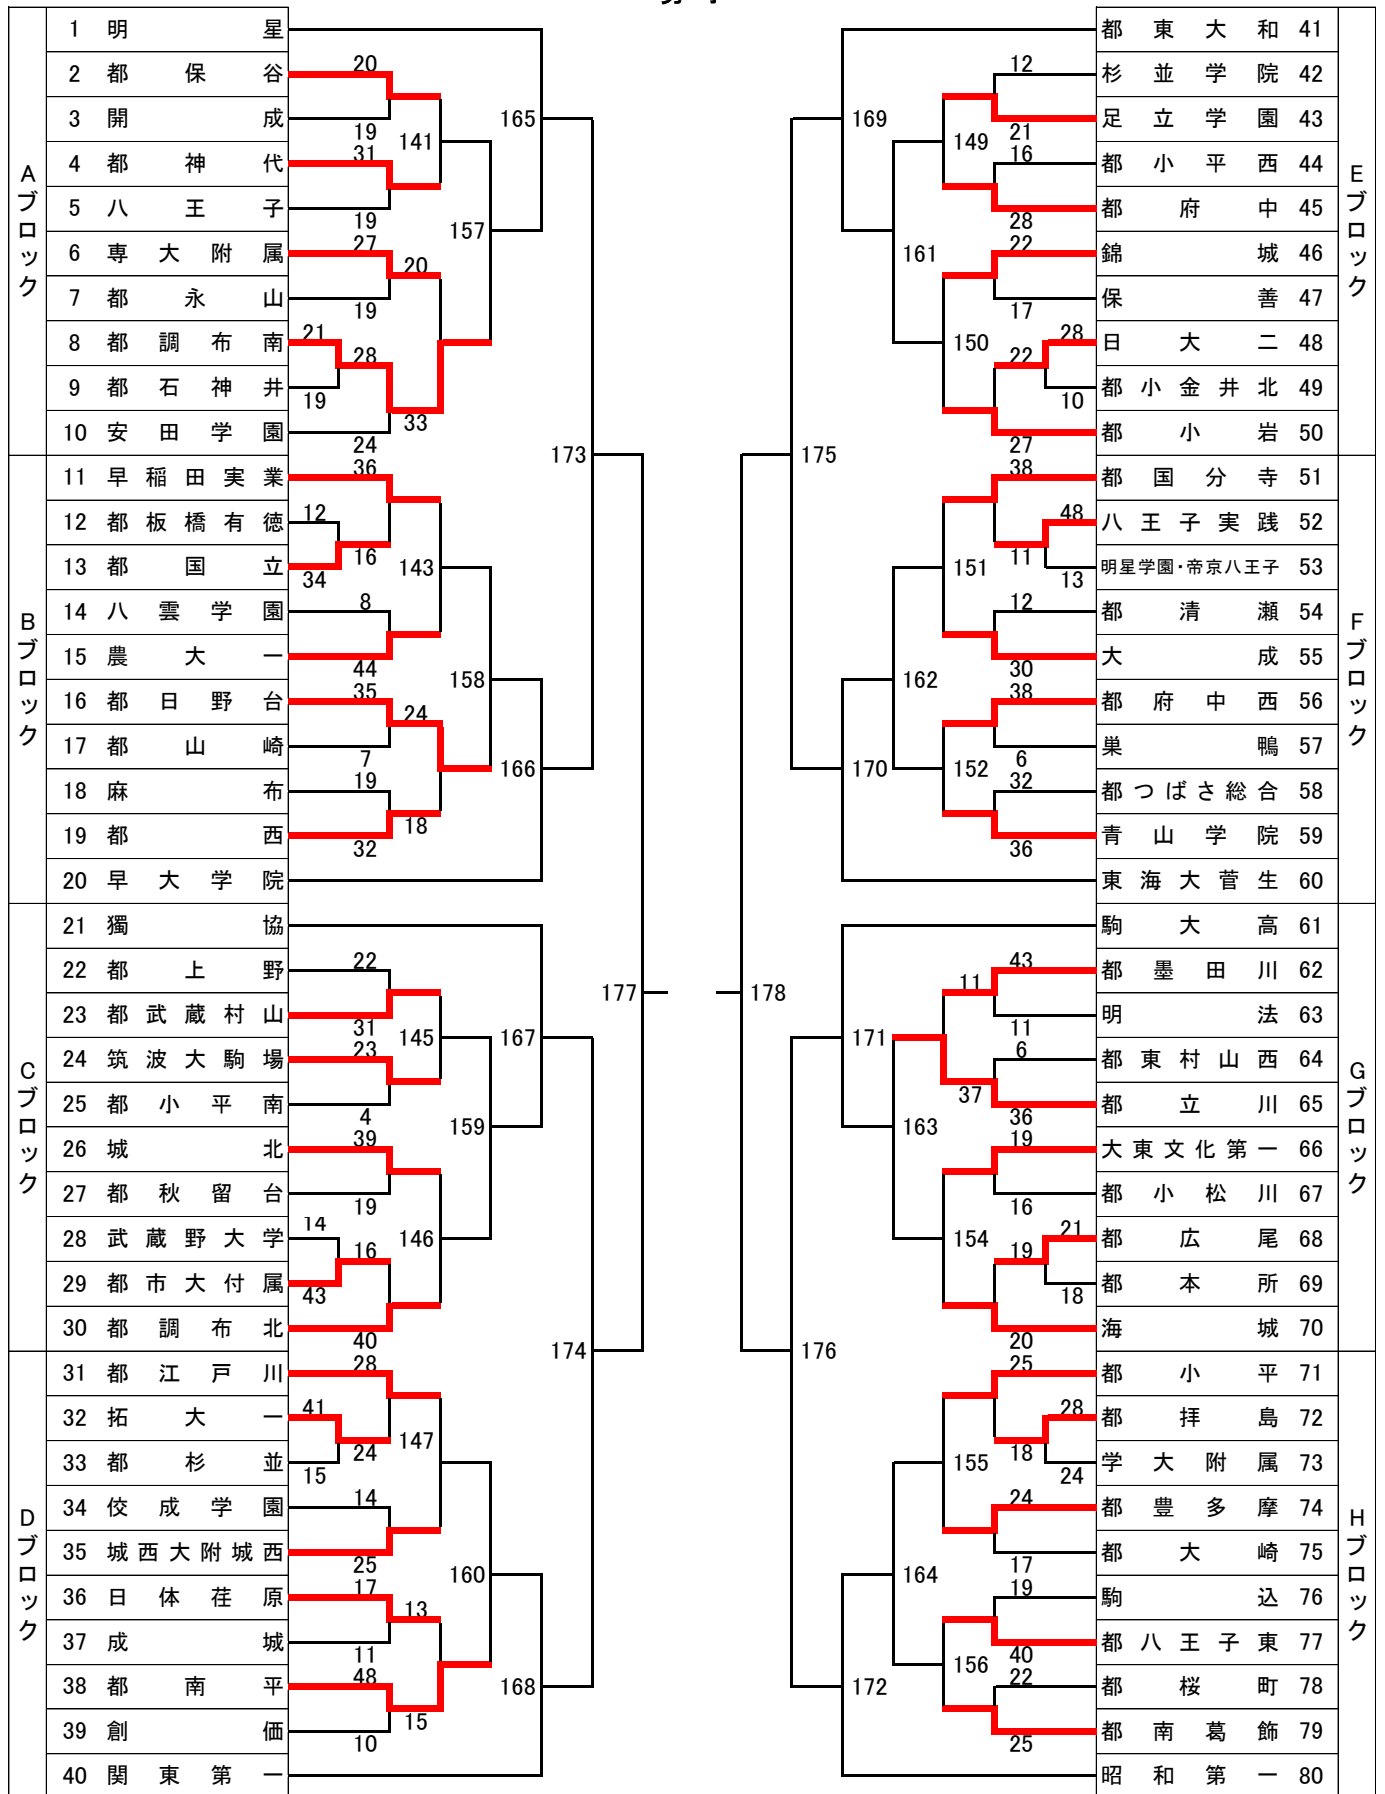 Aブロック
1 明星
2 都保谷
3 開成
4 都神代
5 八王子
6 専大附属
7 都永山
8 都調布南
9 都石神井
10 安田学園
20
19
31
19
27
19
21
19
28
24
20
33
141
157
165
Bブロック
11 早稲田実業
12 都板橋有徳
13 都国立
14 八雲学園
15 農大一
16 都日野台
17 都山崎
18 麻布
19 都西
20 早大学院
36
12
34
16
8
44
35
7
19
32
24
18
143
158
166
173
Cブロック
21 獨協
22 都上野
23 都武蔵村山
24 筑波大駒場
25 都小平南
26 城北
27 都秋留台
28 武蔵野大学
29 都市大付属
30 都調布北
22
31
23
4
39
19
14
43
16
40
145
146
159
167
Dブロック
31 都江戸川
32 拓大一
33 都杉並
34 佼成学園
35 城西大附城西
36 日体荏原
37 成城
38 都南平
39 創価
40 関東第一
28
41
15
24
14
25
17
11
48
10
13
15
147
160
168
174
177
Eブロック
都東大和 41
杉並学院 42
足立学園 43
都小平西 44
都府中 45
錦城 46
保善 47
日大二 48
都小金井北 49
都小岩 50
12
21
16
28
22
17
28
10
22
27
149
150
161
169
Fブロック
都国分寺 51
八王子実践 52
明星学園・帝京八王子 53
都清瀬 54
大成 55
都府中西 56
巣鴨 57
都つばさ総合 58
青山学院 59
東海大菅生 60
38
48
13
11
12
30
38
6
32
36
151
152
162
170
175
Gブロック
駒大高 61
都墨田川 62
明法 63
都東村山西 64
都立川 65
大東文化第一 66
都小松川 67
都広尾 68
都本所 69
海城 70
43
11
6
36
11
37
19
16
21
18
19
20
154
163
171
Hブロック
都小平 71
都拝島 72
学大附属 73
都豊多摩 74
都大崎 75
駒込 76
都八王子東 77
都桜町 78
都南葛飾 79
昭和第一 80
25
28
24
18
24
17
19
40
22
25
155
156
164
172
176
178